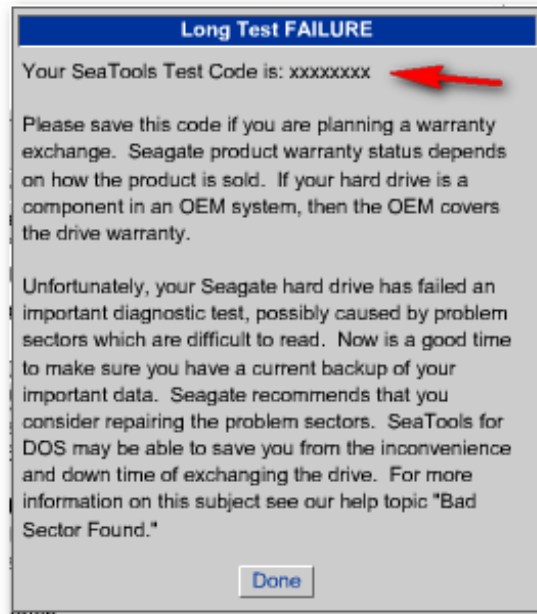 Long Test FAILURE
Your SeaTools Test Code is: xxxxxxxx
Please save this code if you are planning a warranty
exchange.  Seagate product warranty status depends
on how the product is sold.  If your hard drive is a
component in an OEM system, then the OEM covers
the drive warranty.
Unfortunately, your Seagate hard drive has failed an
important diagnostic test, possibly caused by problem
sectors which are difficult to read.  Now is a good time
to make sure you have a current backup of your
important data.  Seagate recommends that you
consider repairing the problem sectors.  SeaTools for
DOS may be able to save you from the inconvenience
and down time of exchanging the drive.  For more
information on this subject see our help topic "Bad
Sector Found."
Done